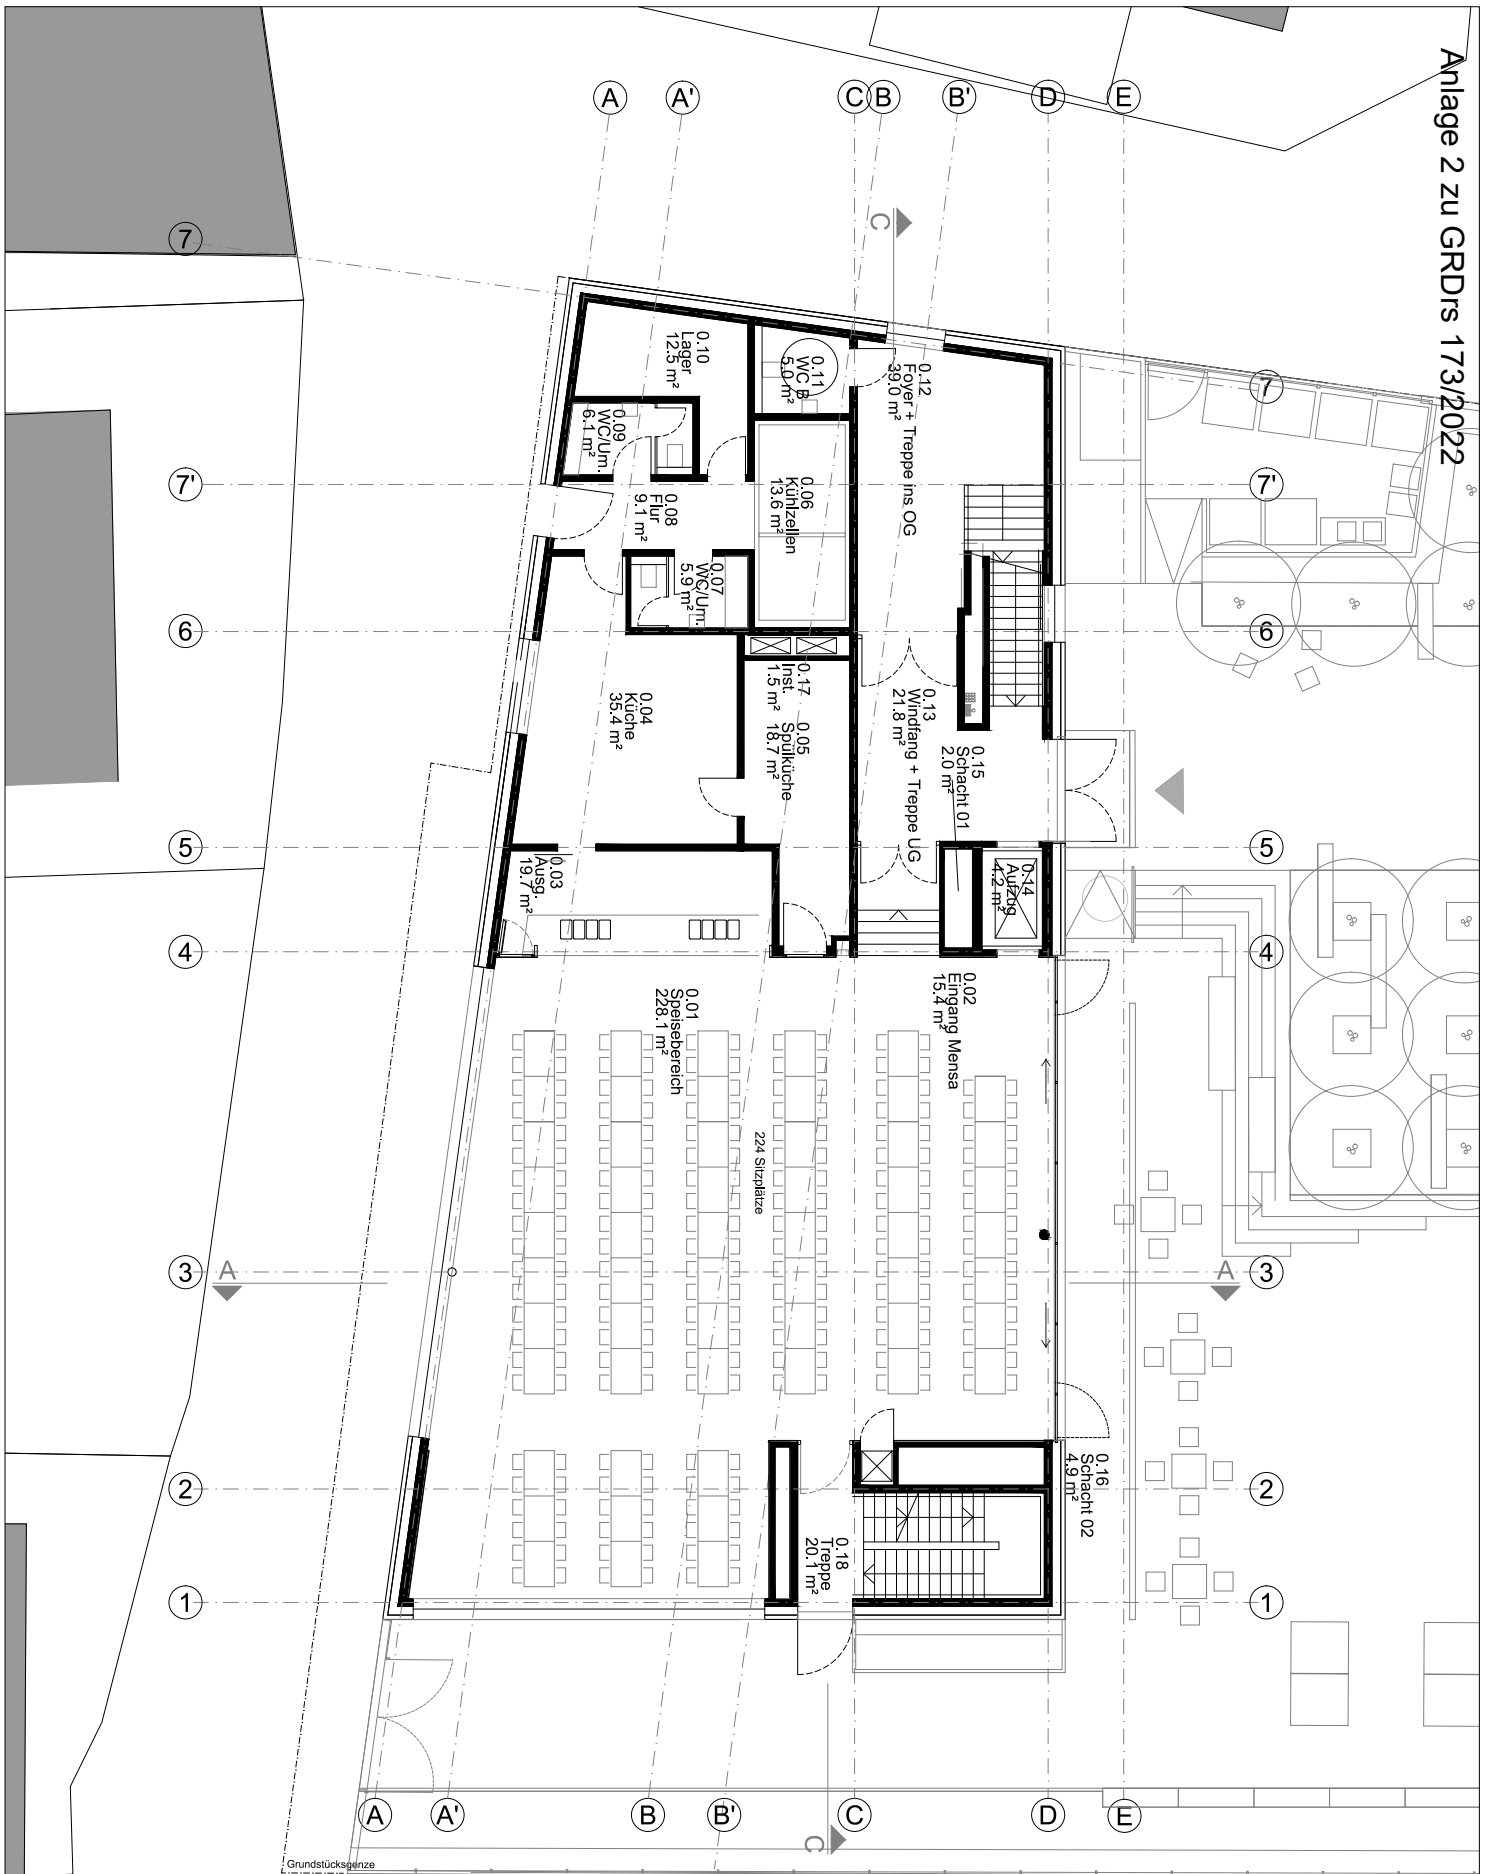 Anlage 2 zu GRDrs 173/2022
A
A'
C
B
B'
D
E
C
7
7
0.10
Lager
12.5 m²
0.11
WC B
5.0 m²
0.12
Foyer + Treppe ins OG
39.0 m²
0.09
WC/Um.
6.1 m²
7'
7'
0.08
Flur
9.1 m²
0.06
Kühlzellen
13.6 m²
0.07
WC/Um.
5.9 m²
6
6
0.17
Inst.
1.5 m²
0.04
Küche
35.4 m²
0.05
Spülküche
18.7 m²
0.13
Windfang + Treppe UG
21.8 m²
0.15
Schacht 01
2.0 m²
5
5
0.03
Ausg.
19.7 m²
0.14
Aufzug
4.2 m²
4
4
0.02
Eingang Mensa
15.4 m²
0.01
Speisebereich
228.1 m²
224 Sitzplätze
3
A
A
3
0.16
Schacht 02
4.9 m²
2
2
0.18
Treppe
20.1 m²
1
1
A
A'
B
B'
C
C
D
E
Grundstücksgenze